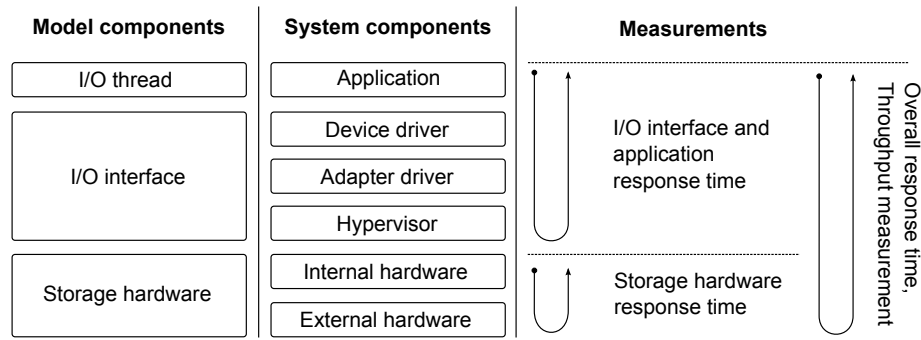 Model components
System components
Measurements
I/O thread
Application
I/O interface
Device driver
Adapter driver
Hypervisor
I/O interface and
application
response time
Storage hardware
Internal hardware
External hardware
Storage hardware
response time
Overall response time,
Throughput measurement